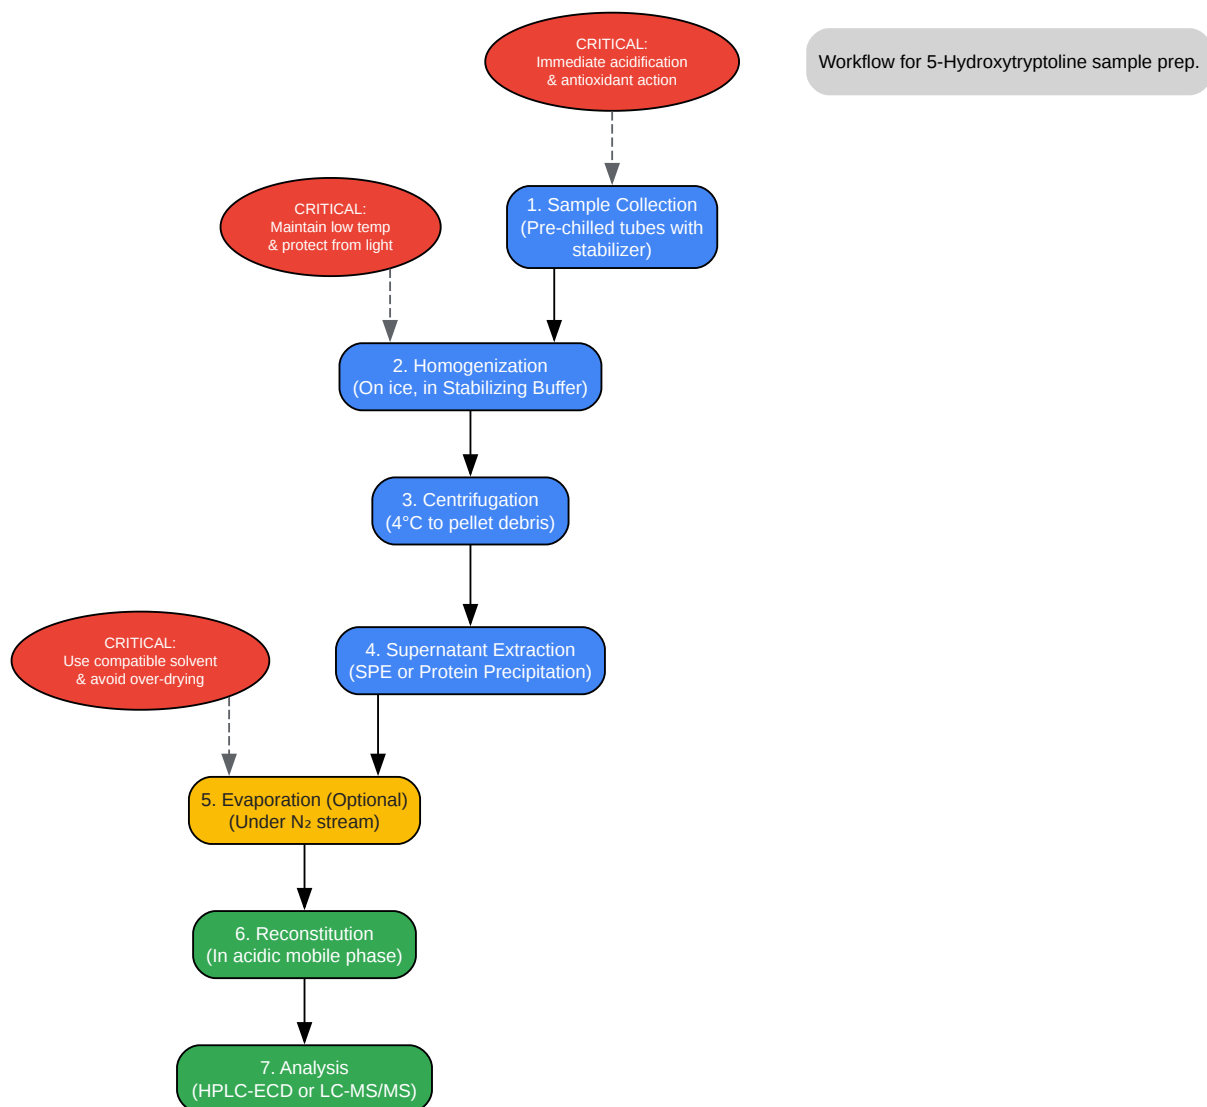 CRITICAL:
Immediate acidification
& antioxidant action
Workflow for 5-Hydroxytryptoline sample prep.
1. Sample Collection
(Pre-chilled tubes with
stabilizer)
CRITICAL:
Maintain low temp
& protect from light
2. Homogenization
(On ice, in Stabilizing Buffer)
3. Centrifugation
(4°C to pellet debris)
CRITICAL:
Use compatible solvent
& avoid over-drying
4. Supernatant Extraction
(SPE or Protein Precipitation)
5. Evaporation (Optional)
(Under N₂ stream)
6. Reconstitution
(In acidic mobile phase)
7. Analysis
(HPLC-ECD or LC-MS/MS)